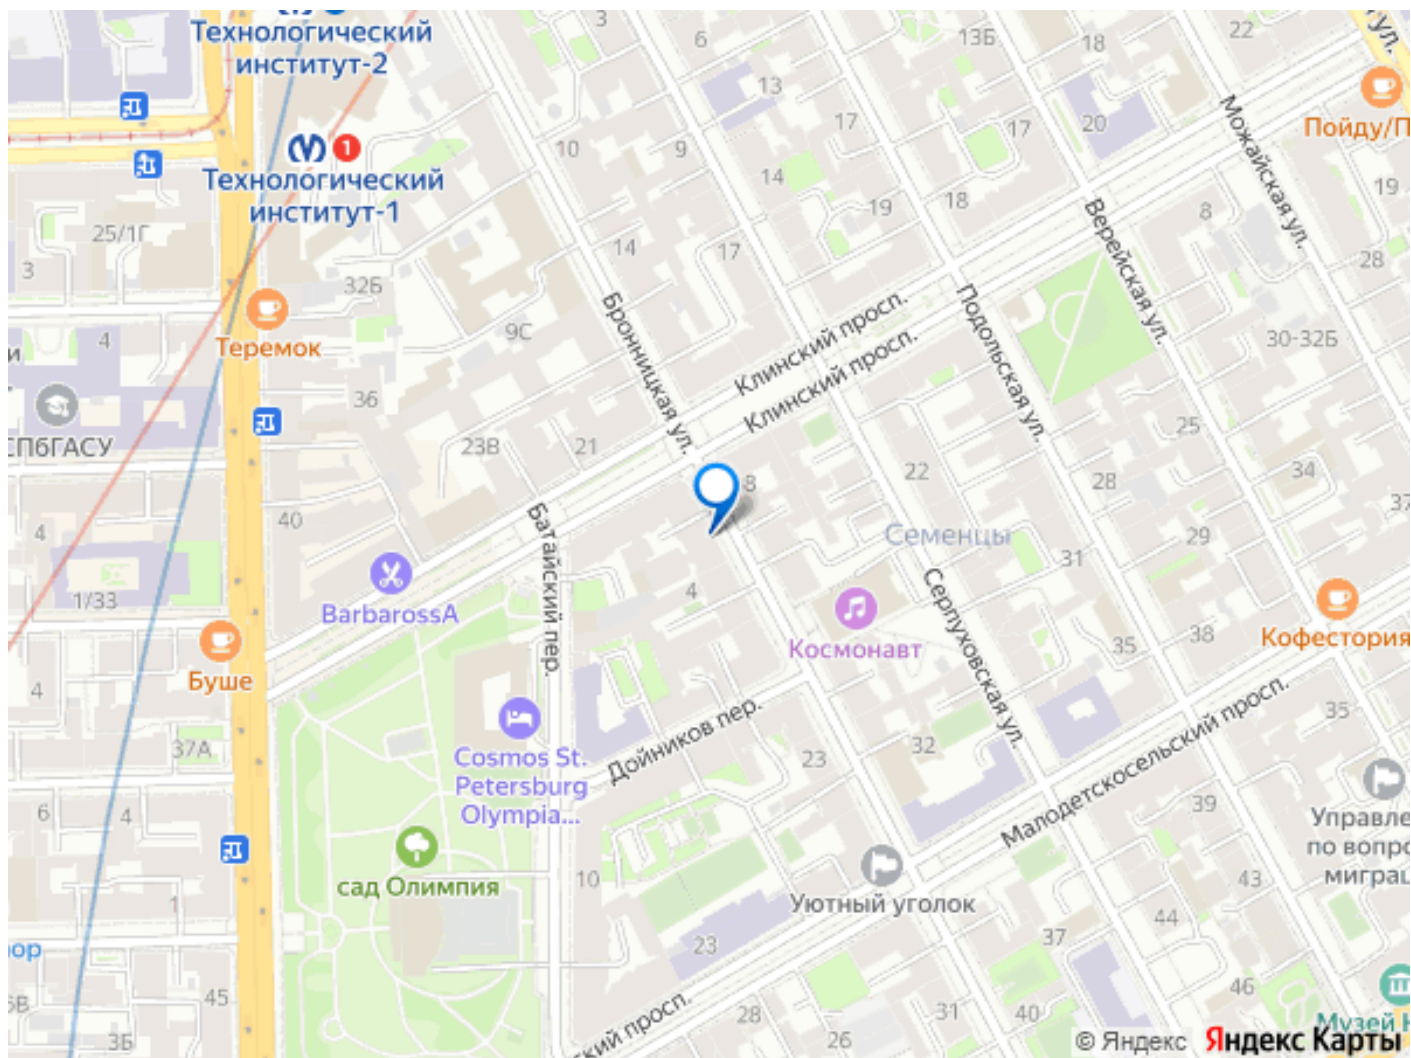 Технологический
институт-2
1
Технологический
институт-1
3
6
13Б
18
22
ул.
13
17
20
17
10
9
14
19
18
8
19
28
Пойду/П
Можайская ул.
Верейская ул.
Подольская ул.
25/1Г
3
14
17
32Б
9С
Бронницкая ул.
Клинский просп.
Клинский просп.
30-32Б
4
и
Теремок
36
СПбГАСУ
23В
21
25
34
22
28
37
8
40
4
Батайский пер.
Семенцы
29
31
1/33
BarbarossA
4
Космонавт
Серпуховская ул.
35
38
Кофестория
Буше
4
37А
Cosmos St.
Petersburg
Olympia...
Дойников пер.
23
32
35
Малодетскосельский просп.
39
6
4
Управле
по вопро
миграц
сад Олимпия
10
Уютный уголок
43
44
1
23
37
ор
45
6В
3Б
кий просп.
28
26
31
40
46
Музей Н
© Яндекс
Яндекс Карты